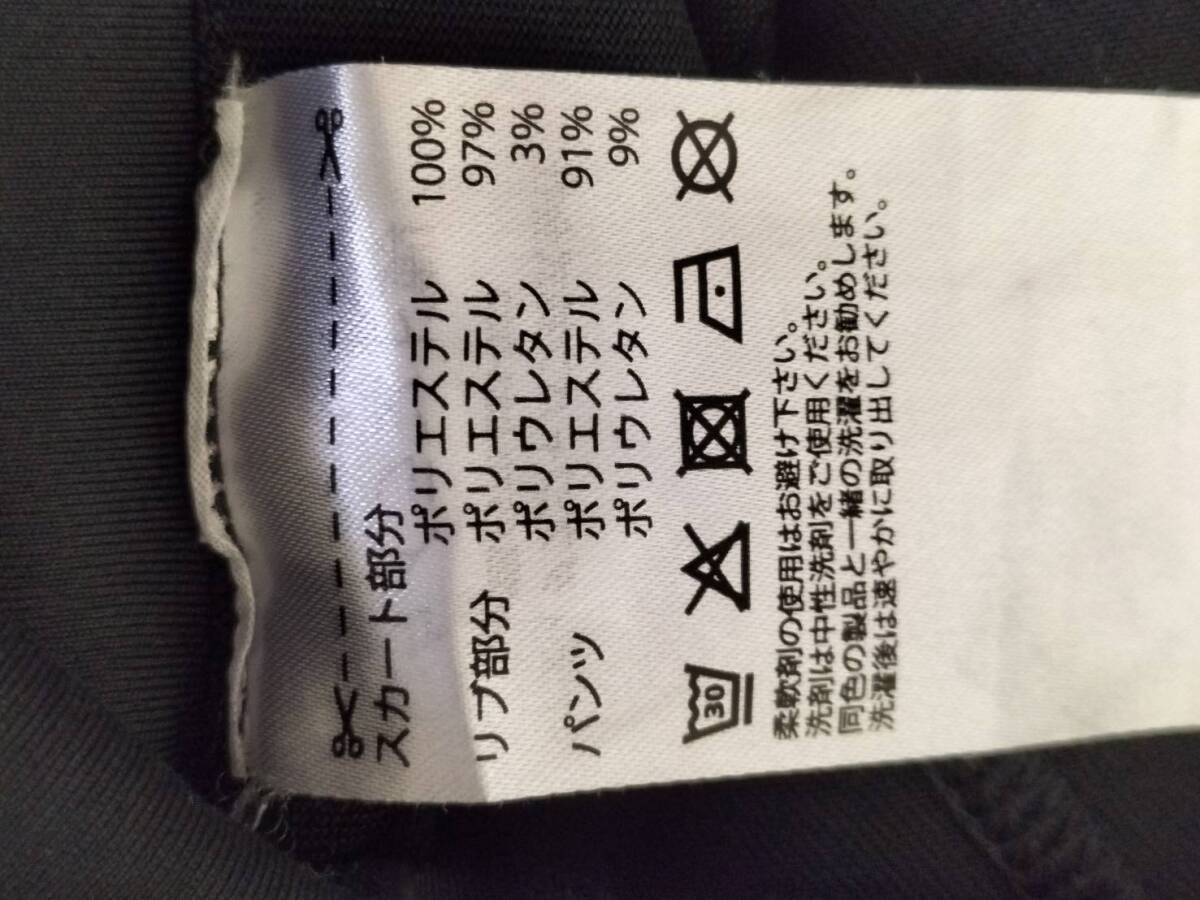 スカート部分
ポリエステル 100%
リブ部分 ポリエステル 97%
ポリウレタン 3%
パンツ ポリエステル 91%
ポリウレタン 9%
30
柔軟剤の使用はお避け下さい。
洗剤は中性洗剤をご使用ください。
同色の製品と一緒の洗濯をお勧めします。
洗濯後は速やかに取り出してください。